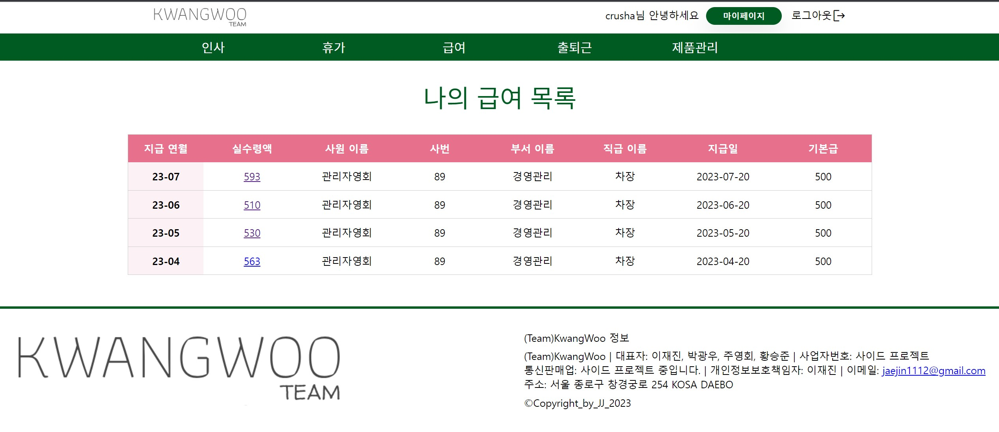 KWANGWOO
TEAM
crusha님 안녕하세요 마이페이지 로그아웃
인사 휴가 급여 출퇴근 제품관리
나의 급여 목록
지급 연월 실수령액 사원 이름 사번 부서 이름 직급 이름 지급일 기본급
23-07 593 관리자영회 89 경영관리 차장 2023-07-20 500
23-06 510 관리자영회 89 경영관리 차장 2023-06-20 500
23-05 530 관리자영회 89 경영관리 차장 2023-05-20 500
23-04 563 관리자영회 89 경영관리 차장 2023-04-20 500
KWANGWOO
TEAM
(Team)KwangWoo 정보
(Team)KwangWoo | 대표자: 이재진, 박광우, 주영회, 황승준 | 사업자번호: 사이드 프로젝트
통신판매업: 사이드 프로젝트 중입니다. | 개인정보보호책임자: 이재진 | 이메일: jaejin1112@gmail.com
주소: 서울 종로구 창경궁로 254 KOSA DAEBO
©Copyright_by_JJ_2023